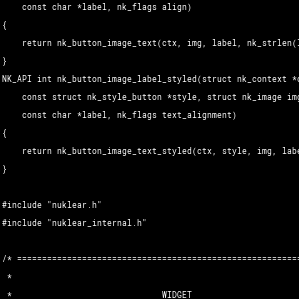 const char *label, nk_flags align)
{
return nk_button_image_text(ctx, img, label, nk_strlen(
}
NK_API int nk_button_image_label_styled(struct nk_context *
const struct nk_style_button *style, struct nk_image img
const char *label, nk_flags text_alignment)
{
return nk_button_image_text_styled(ctx, style, img, labe
}
#include "nuklear.h"
#include "nuklear_internal.h"
/* =========================================================
*
* WIDGET